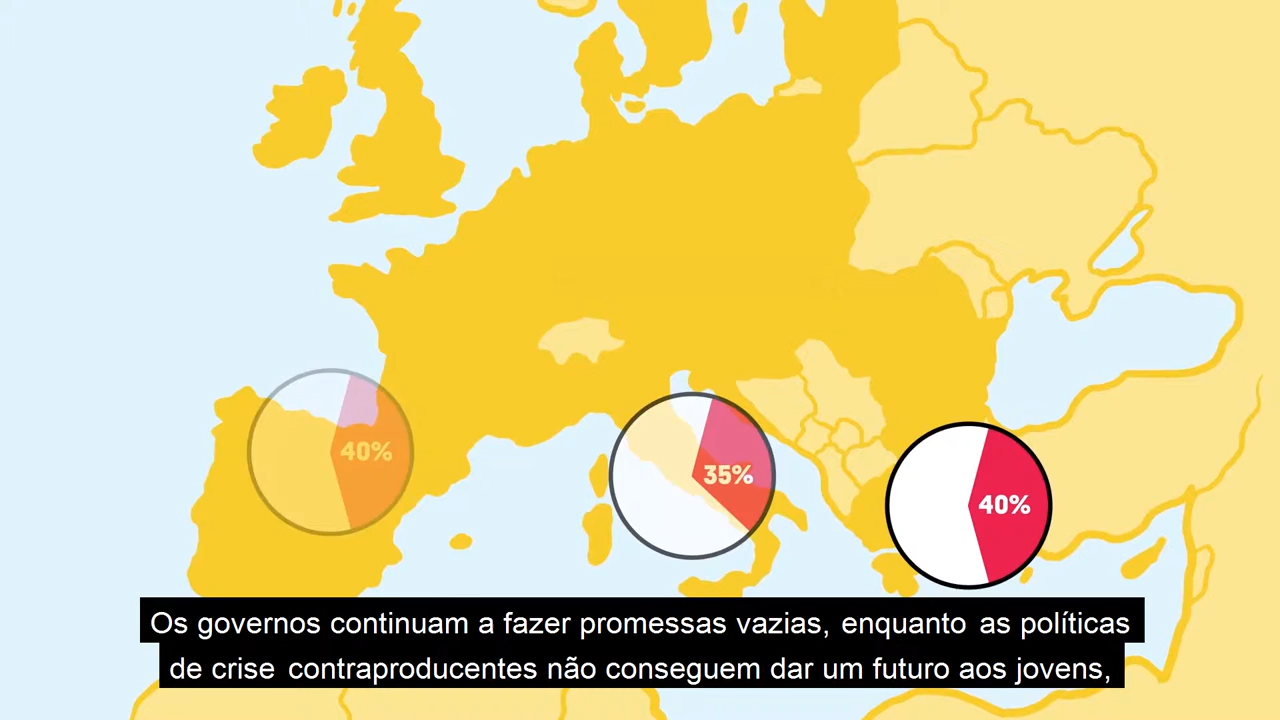 40%
35%
40%
Os governos continuam a fazer promessas vazias, enquanto as políticas
de crise contraproducentes não conseguem dar um futuro aos jovens,